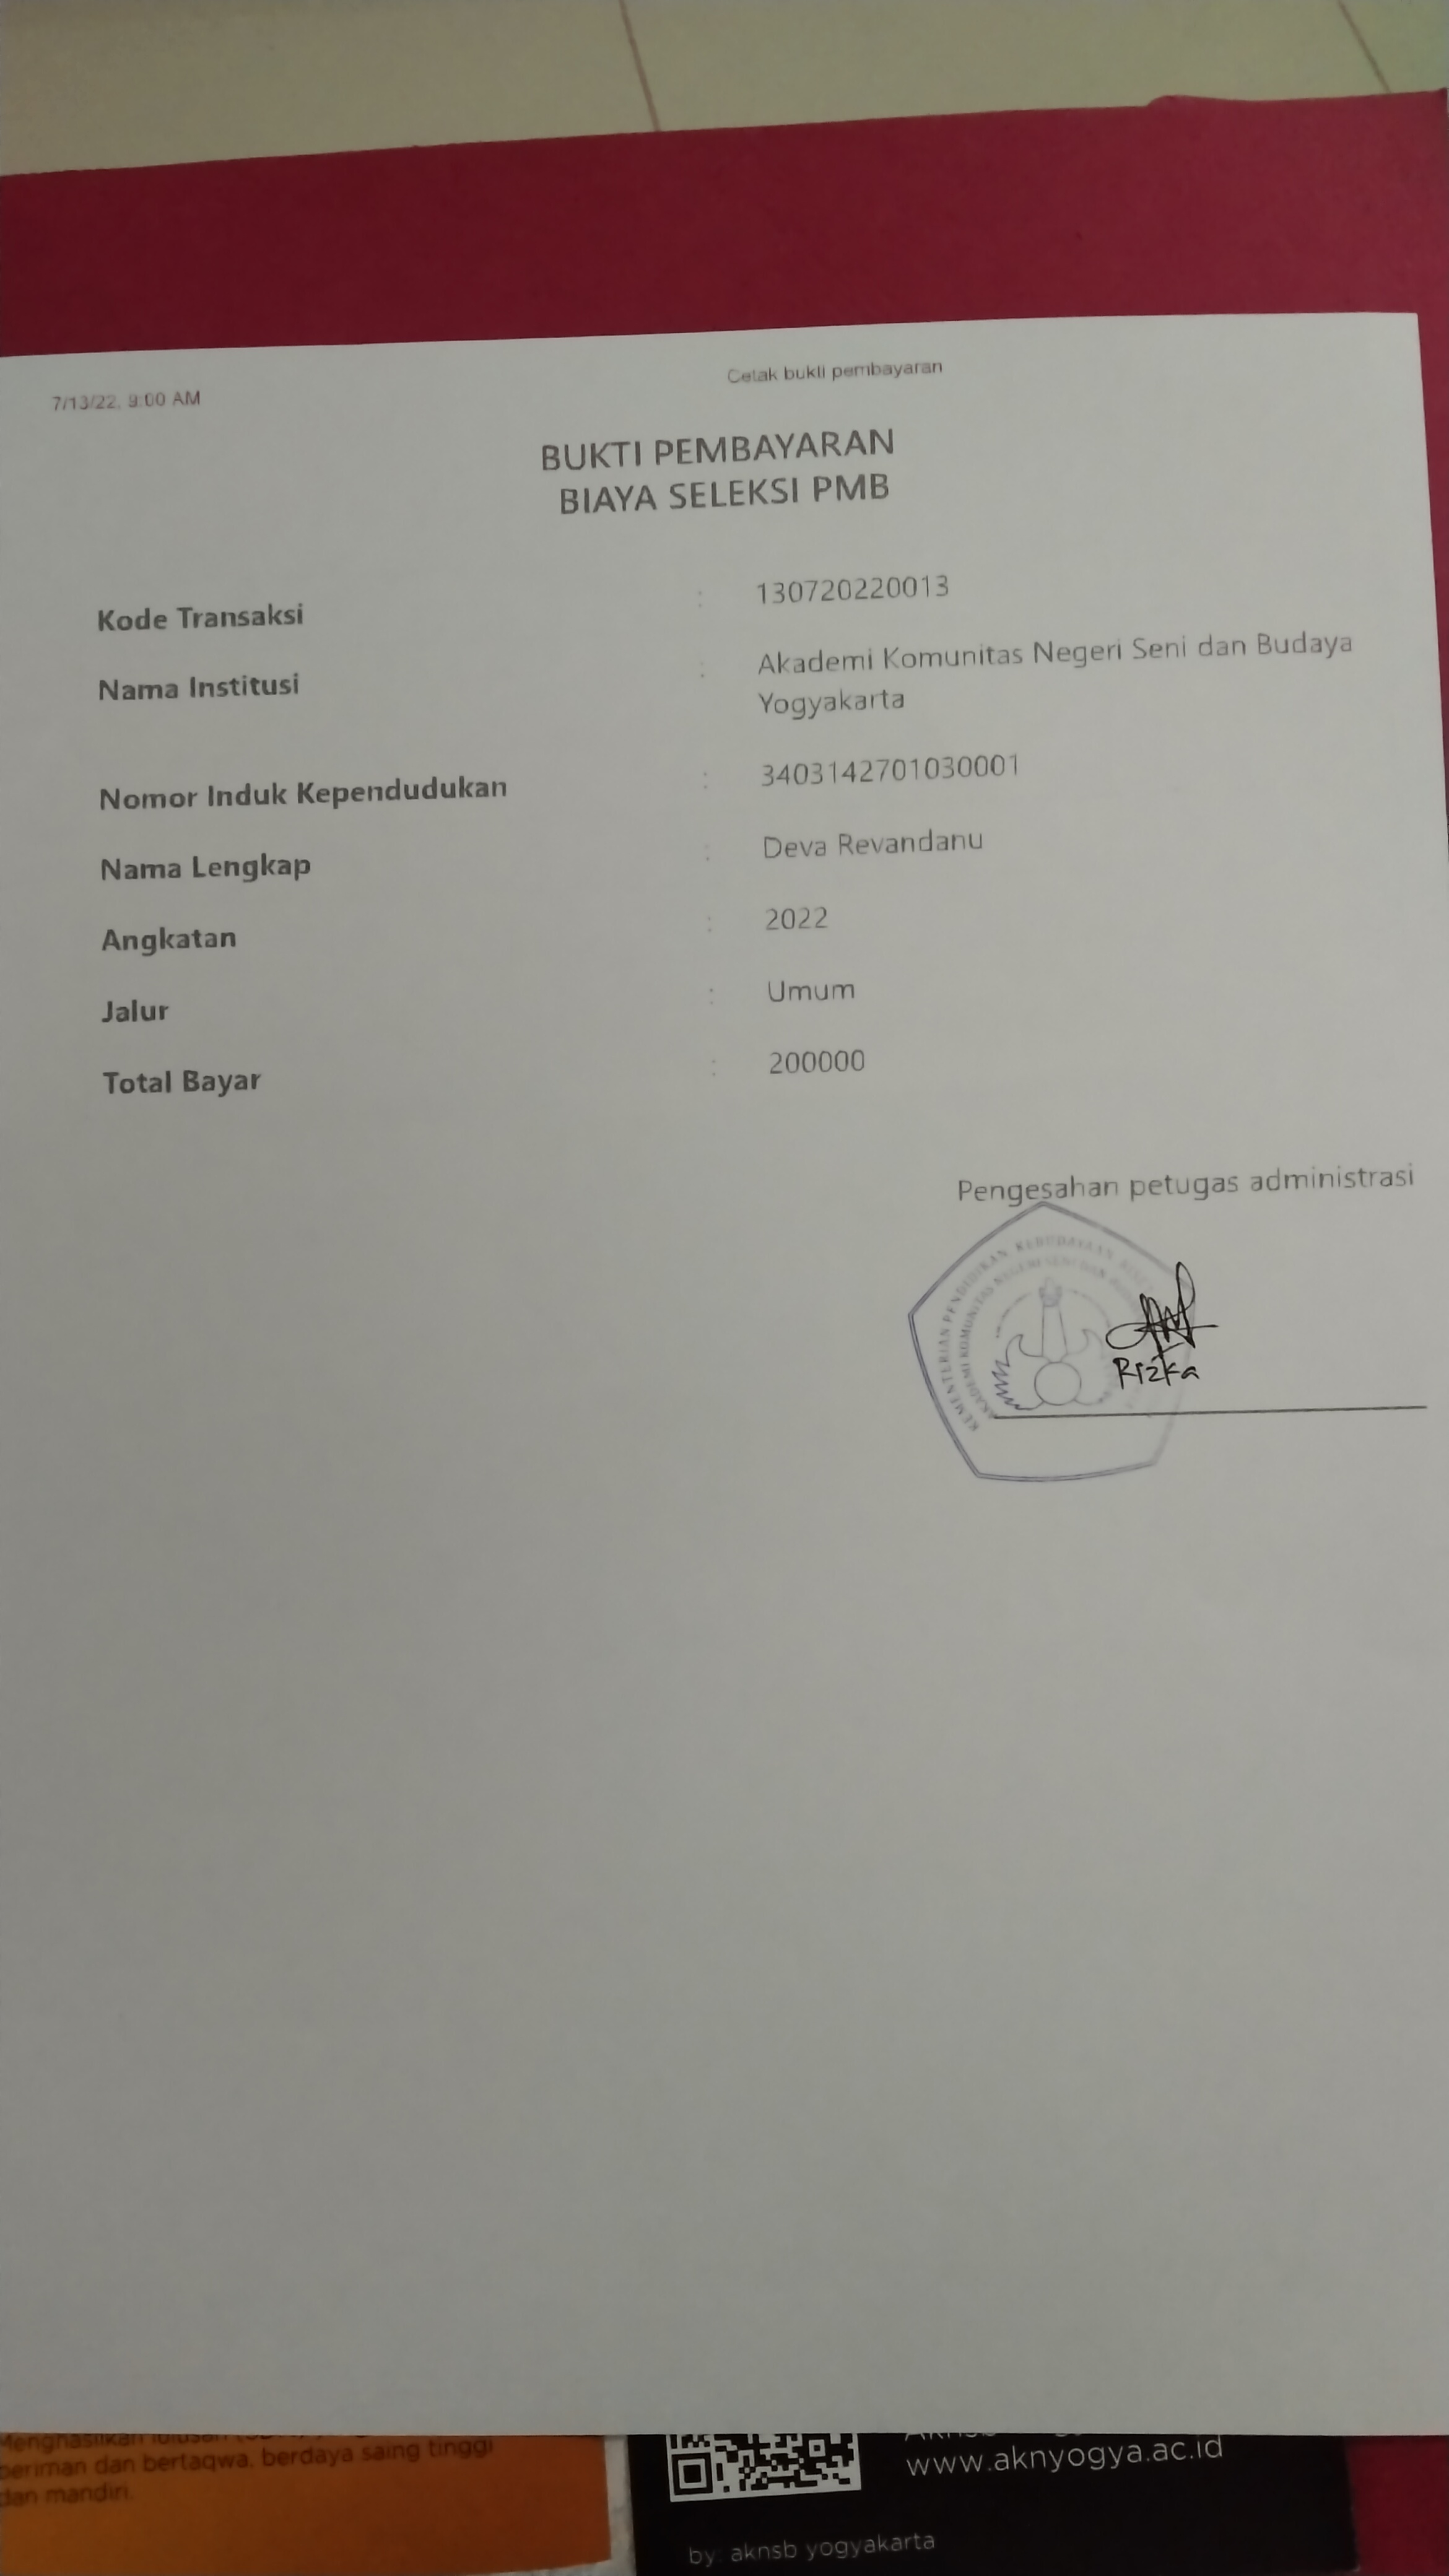 7/13/22, 9:00 AM
Cetak bukti pembayaran
BUKTI PEMBAYARAN
BIAYA SELEKSI PMB
Kode Transaksi : 130720220013
Nama Institusi : Akademi Komunitas Negeri Seni dan Budaya
Yogyakarta
Nomor Induk Kependudukan : 3403142701030001
Nama Lengkap : Deva Revandanu
Angkatan : 2022
Jalur : Umum
Total Bayar : 200000
Pengesahan petugas administrasi
KEMENTERIAN PENDIDIKAN KEBUDAYAAN
AKADEMI KOMUNITAS NEGERI SENI DAN
Rizka
Menghasilkan lulusan
beriman dan bertaqwa, berdaya saing tinggi
dan mandiri.
www.aknyogya.ac.id
by: aknsb yogyakarta